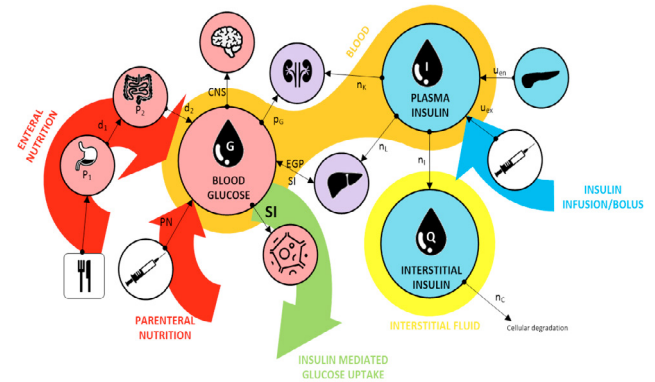 BLOOD
I
PLASMA
INSULIN
u_en
u_ex
n_K
n_L
n_I
CNS
P_G
P_2
d_2
d_1
P_1
ENTERAL
NUTRITION
G
BLOOD
GLUCOSE
EGP
SI
SI
PN
PARENTERAL
NUTRITION
INSULIN
INFUSION/BOLUS
Q
INTERSTITIAL
INSULIN
n_C
INTERSTITIAL FLUID
Cellular degradation
INSULIN MEDIATED
GLUCOSE UPTAKE